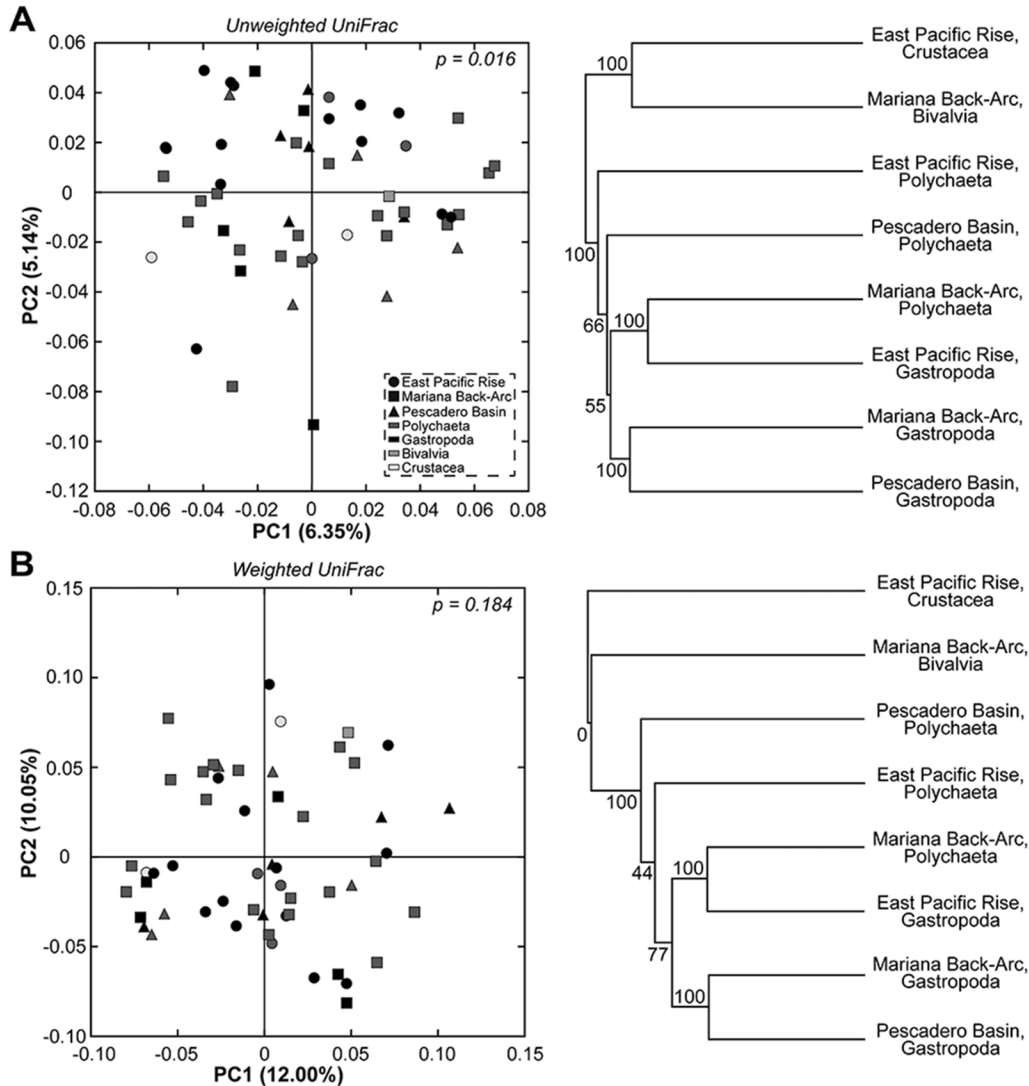 A
Unweighted UniFrac
p = 0.016
0.06
0.04
0.02
0
-0.02
-0.04
-0.06
-0.08
-0.10
-0.12
PC2 (5.14%)
-0.08
-0.06
-0.04
-0.02
0
0.02
0.04
0.06
0.08
PC1 (6.35%)
East Pacific Rise
Mariana Back-Arc
Pescadero Basin
Polychaeta
Gastropoda
Bivalvia
Crustacea
East Pacific Rise,
Crustacea
Mariana Back-Arc,
Bivalvia
East Pacific Rise,
Polychaeta
Pescadero Basin,
Polychaeta
Mariana Back-Arc,
Polychaeta
East Pacific Rise,
Gastropoda
Mariana Back-Arc,
Gastropoda
Pescadero Basin,
Gastropoda
100
100
66
100
55
100
B
Weighted UniFrac
p = 0.184
0.15
0.10
0.05
0
-0.05
-0.10
PC2 (10.05%)
-0.10
-0.05
0
0.05
0.10
0.15
PC1 (12.00%)
East Pacific Rise,
Crustacea
Mariana Back-Arc,
Bivalvia
Pescadero Basin,
Polychaeta
East Pacific Rise,
Polychaeta
Mariana Back-Arc,
Polychaeta
East Pacific Rise,
Gastropoda
Mariana Back-Arc,
Gastropoda
Pescadero Basin,
Gastropoda
0
100
44
100
77
100